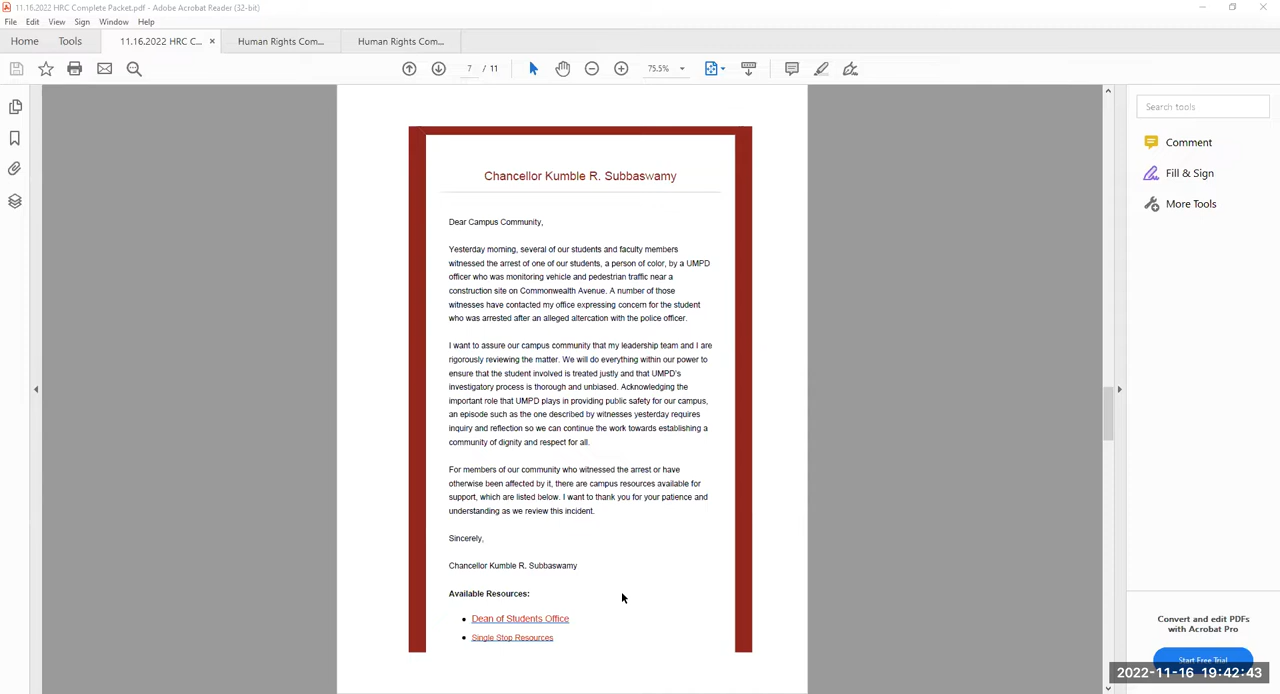 11.16.2022 HRC Complete Packet.pdf - Adobe Acrobat Reader (32-bit)
File Edit View Sign Window Help
Home Tools 11.16.2022 HRC C... × Human Rights Com... Human Rights Com...
7 / 11 75.5%
Search tools
Comment
Fill & Sign
More Tools
Chancellor Kumble R. Subbaswamy
Dear Campus Community,
Yesterday morning, several of our students and faculty members
witnessed the arrest of one of our students, a person of color, by a UMPD
officer who was monitoring vehicle and pedestrian traffic near a
construction site on Commonwealth Avenue. A number of those
witnesses have contacted my office expressing concern for the student
who was arrested after an alleged altercation with the police officer.
I want to assure our campus community that my leadership team and I are
rigorously reviewing the matter. We will do everything within our power to
ensure that the student involved is treated justly and that UMPD's
investigatory process is thorough and unbiased. Acknowledging the
important role that UMPD plays in providing public safety for our campus,
an episode such as the one described by witnesses yesterday requires
inquiry and reflection so we can continue the work towards establishing a
community of dignity and respect for all.
For members of our community who witnessed the arrest or have
otherwise been affected by it, there are campus resources available for
support, which are listed below. I want to thank you for your patience and
understanding as we review this incident.
Sincerely,
Chancellor Kumble R. Subbaswamy
Available Resources:
• Dean of Students Office
• Single Stop Resources
Convert and edit PDFs
with Acrobat Pro
Start Free Trial
2022-11-16 19:42:43